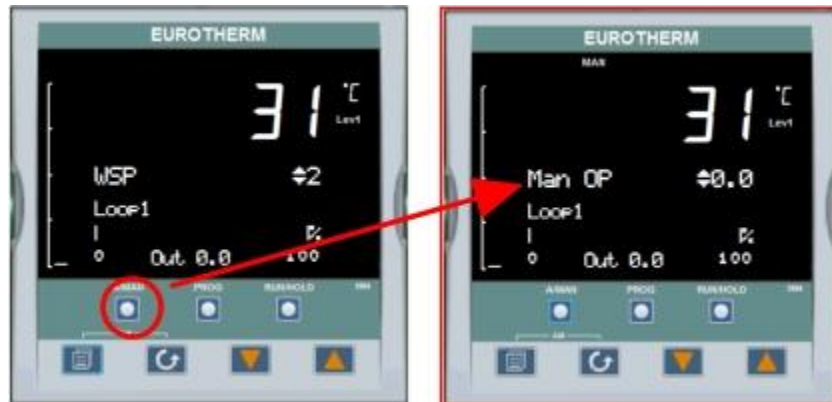 EUROTHERM
31 °C
Lev1
WSP 2
Loop1
0 Out 0.0 100
A/MAN PROG RUN/HOLD
EUROTHERM
MAN
31 °C
Lev1
Man OP 0.0
Loop1
0 Out 0.0 100
A/MAN PROG RUN/HOLD